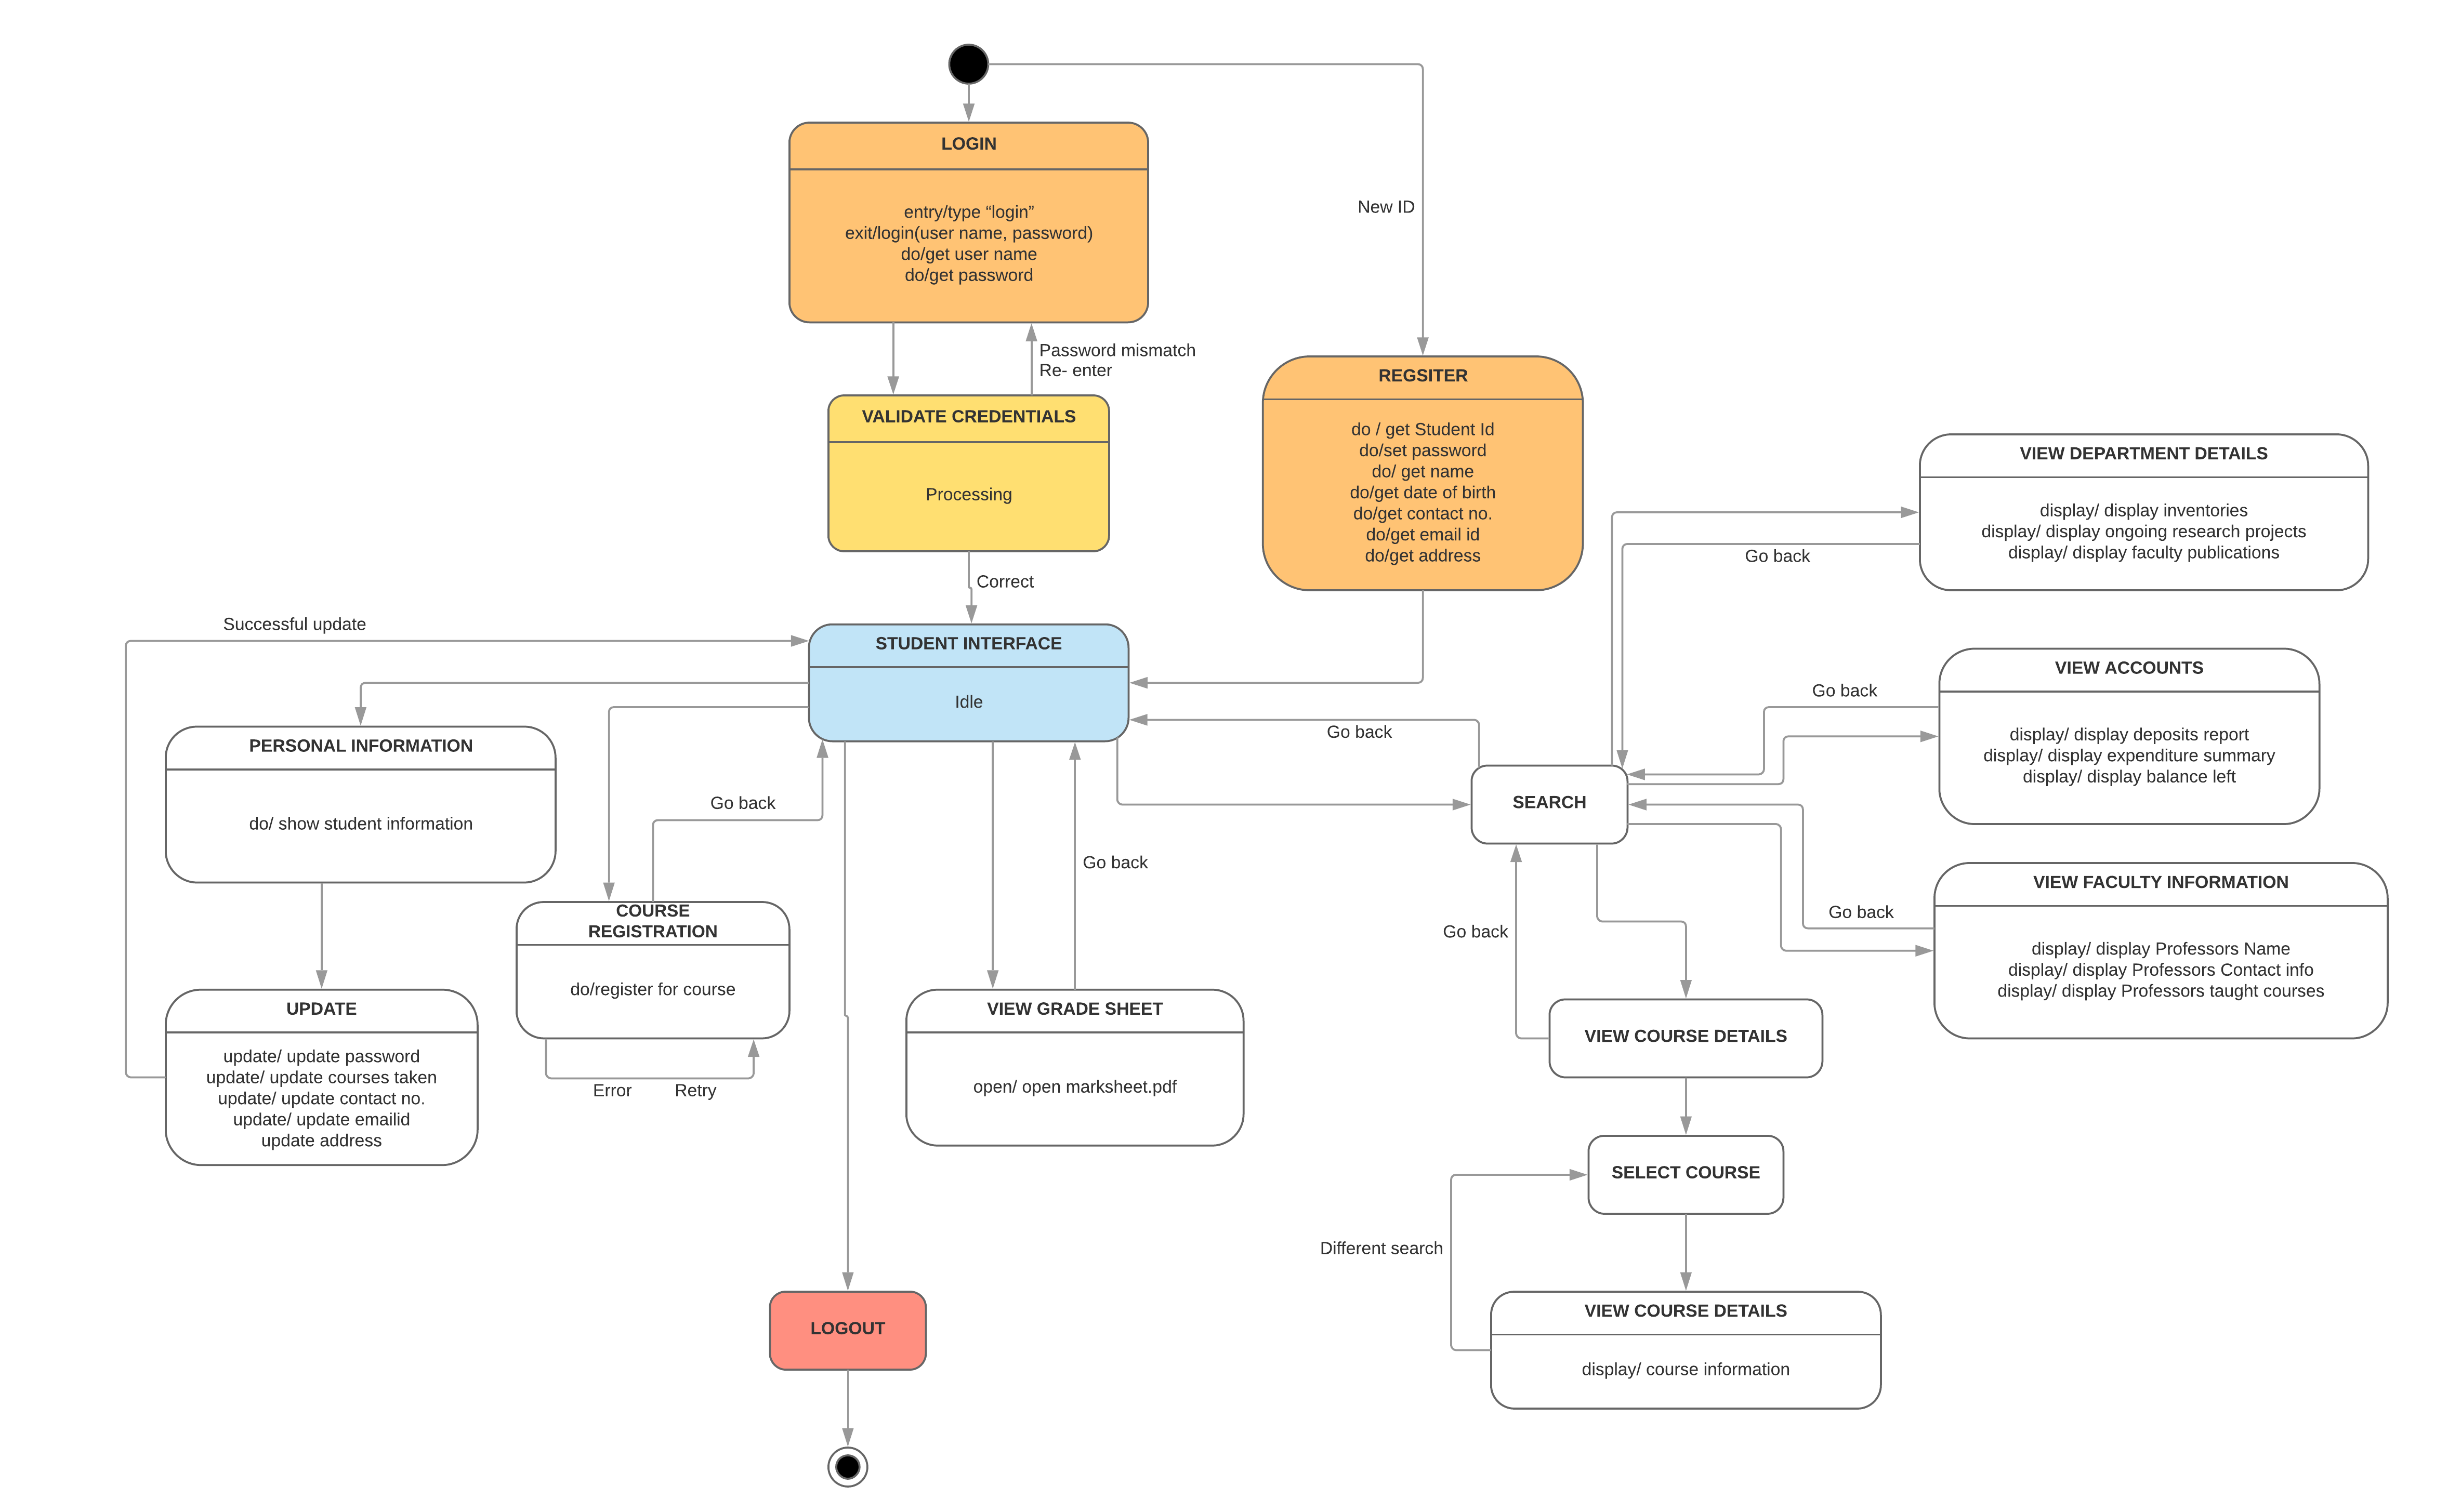 LOGIN
entry/type “login”
exit/login(user name, password)
do/get user name
do/get password
New ID
Password mismatch
Re- enter
REGSITER
do / get Student Id
do/set password
do/ get name
do/get date of birth
do/get contact no.
do/get email id
do/get address
VALIDATE CREDENTIALS
Processing
Correct
VIEW DEPARTMENT DETAILS
display/ display inventories
display/ display ongoing research projects
display/ display faculty publications
Go back
Successful update
STUDENT INTERFACE
Idle
VIEW ACCOUNTS
display/ display deposits report
display/ display expenditure summary
display/ display balance left
Go back
Go back
PERSONAL INFORMATION
do/ show student information
Go back
SEARCH
Go back
VIEW FACULTY INFORMATION
display/ display Professors Name
display/ display Professors Contact info
display/ display Professors taught courses
Go back
Go back
COURSE
REGISTRATION
do/register for course
Error
Retry
UPDATE
update/ update password
update/ update courses taken
update/ update contact no.
update/ update emailid
update address
VIEW GRADE SHEET
open/ open marksheet.pdf
VIEW COURSE DETAILS
SELECT COURSE
Different search
VIEW COURSE DETAILS
display/ course information
LOGOUT